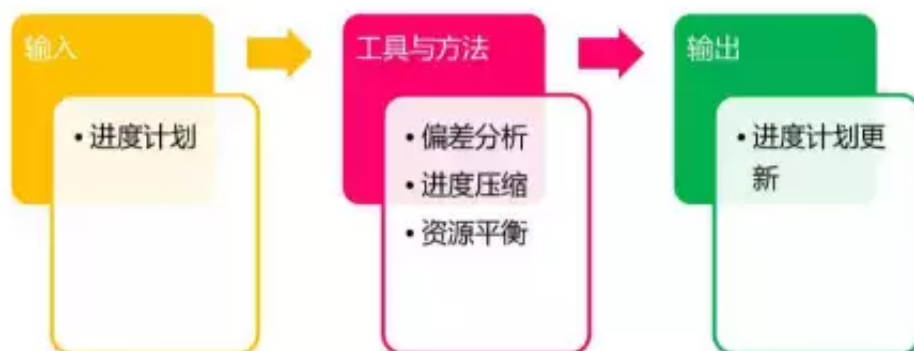 输入
• 进度计划
工具与方法
• 偏差分析
• 进度压缩
• 资源平衡
输出
• 进度计划更
新